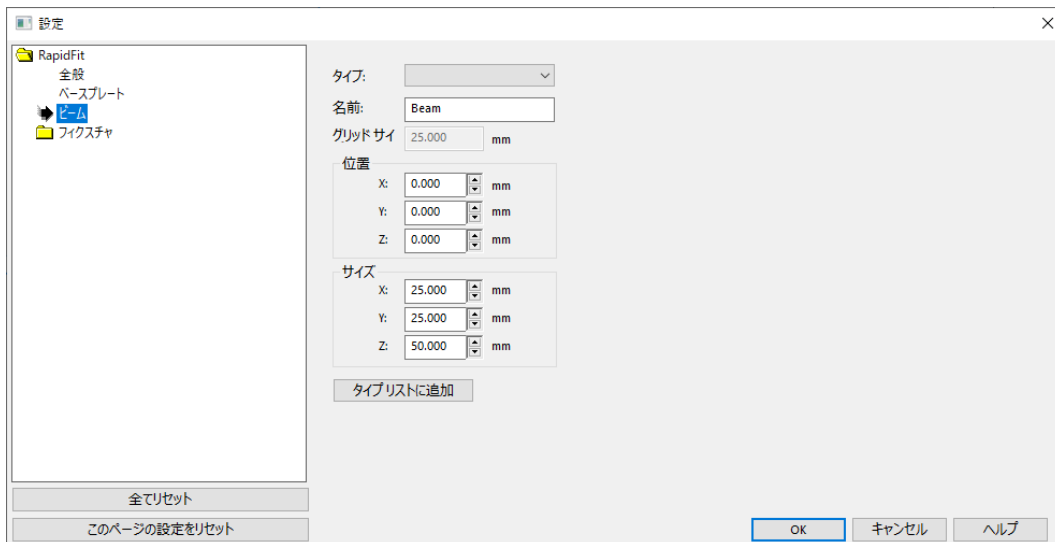 設定
RapidFit
全般
ベースプレート
ビーム
フィクスチャ
全てリセット
このページの設定をリセット
タイプ:
名前: Beam
グリッド サイ 25.000 mm
位置
X: 0.000 mm
Y: 0.000 mm
Z: 0.000 mm
サイズ
X: 25.000 mm
Y: 25.000 mm
Z: 50.000 mm
タイプ リストに追加
OK キャンセル ヘルプ